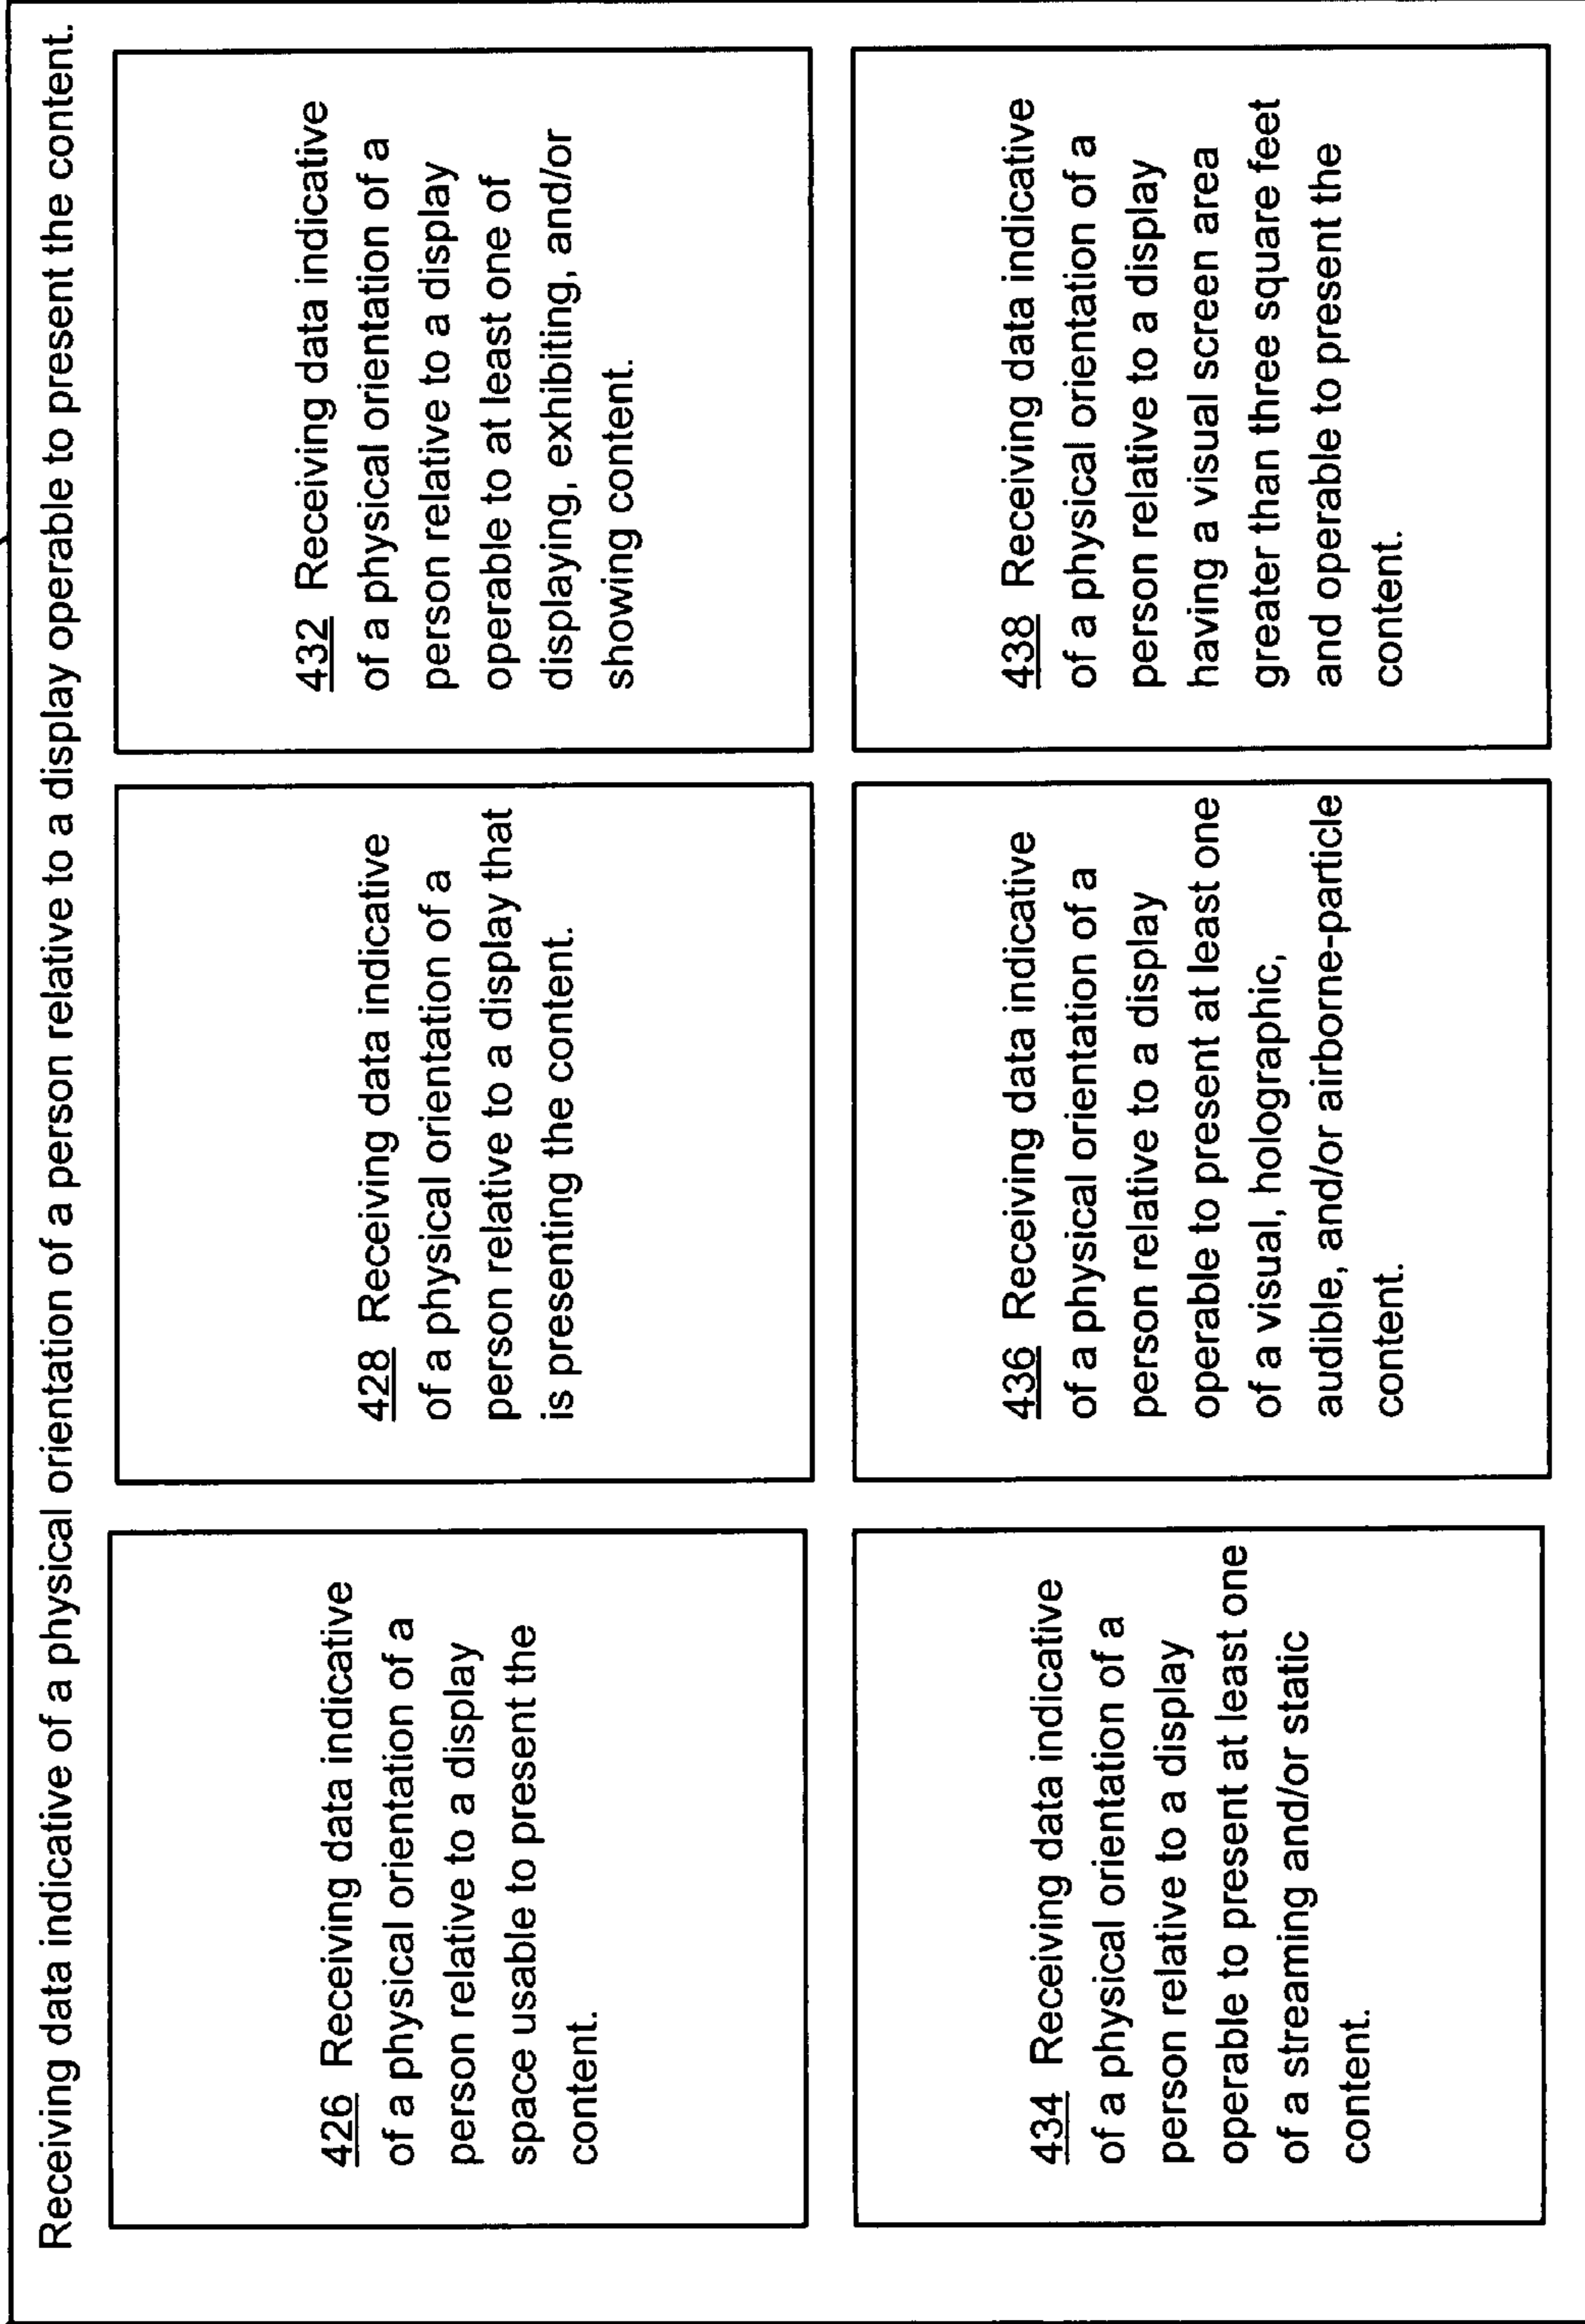 Receiving data indicative of a physical orientation of a person relative to a display operable to present the content.
426 Receiving data indicative
of a physical orientation of a
person relative to a display
space usable to present the
content.
428 Receiving data indicative
of a physical orientation of a
person relative to a display that
is presenting the content.
432 Receiving data indicative
of a physical orientation of a
person relative to a display
operable to at least one of
displaying, exhibiting, and/or
showing content.
434 Receiving data indicative
of a physical orientation of a
person relative to a display
operable to present at least one
of a streaming and/or static
content.
436 Receiving data indicative
of a physical orientation of a
person relative to a display
operable to present at least one
of a visual, holographic,
audible, and/or airborne-particle
content.
438 Receiving data indicative
of a physical orientation of a
person relative to a display
having a visual screen area
greater than three square feet
and operable to present the
content.